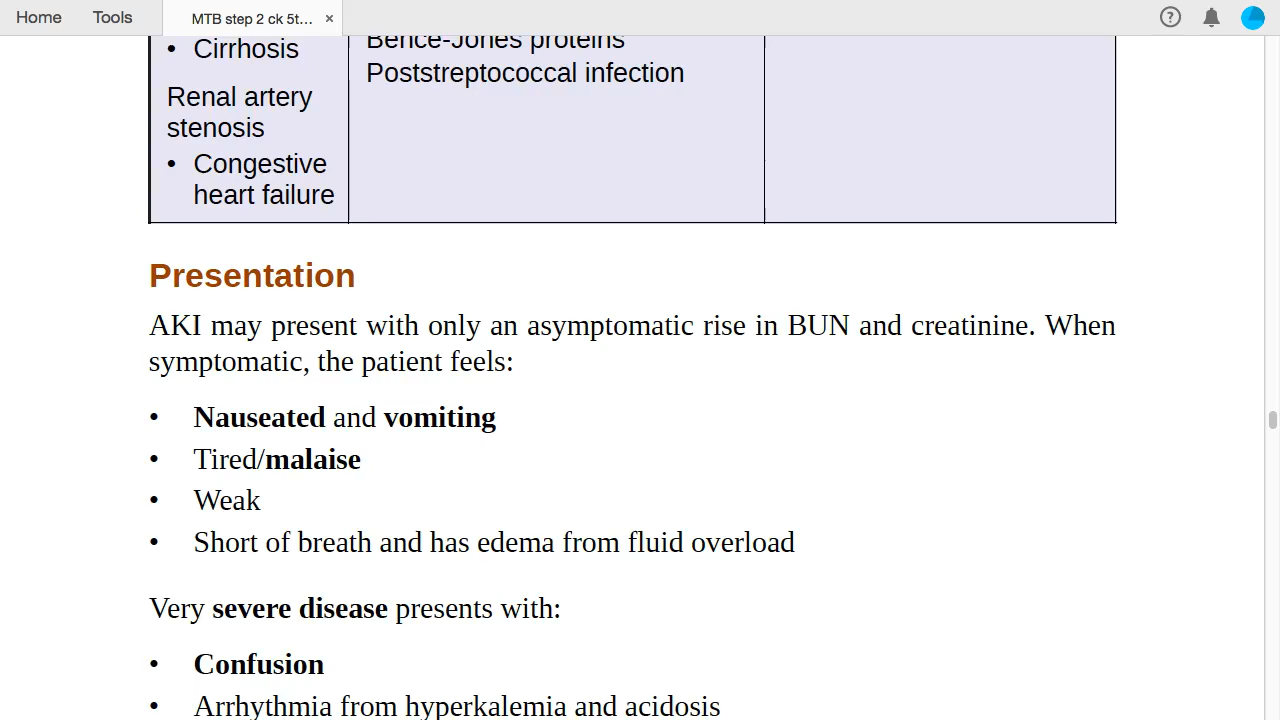 Home Tools MTB step 2 ck 5t... ×
• Cirrhosis
Renal artery
stenosis
• Congestive
heart failure
Bence-Jones proteins
Poststreptococcal infection
Presentation
AKI may present with only an asymptomatic rise in BUN and creatinine. When
symptomatic, the patient feels:
• Nauseated and vomiting
• Tired/malaise
• Weak
• Short of breath and has edema from fluid overload
Very severe disease presents with:
• Confusion
• Arrhythmia from hyperkalemia and acidosis